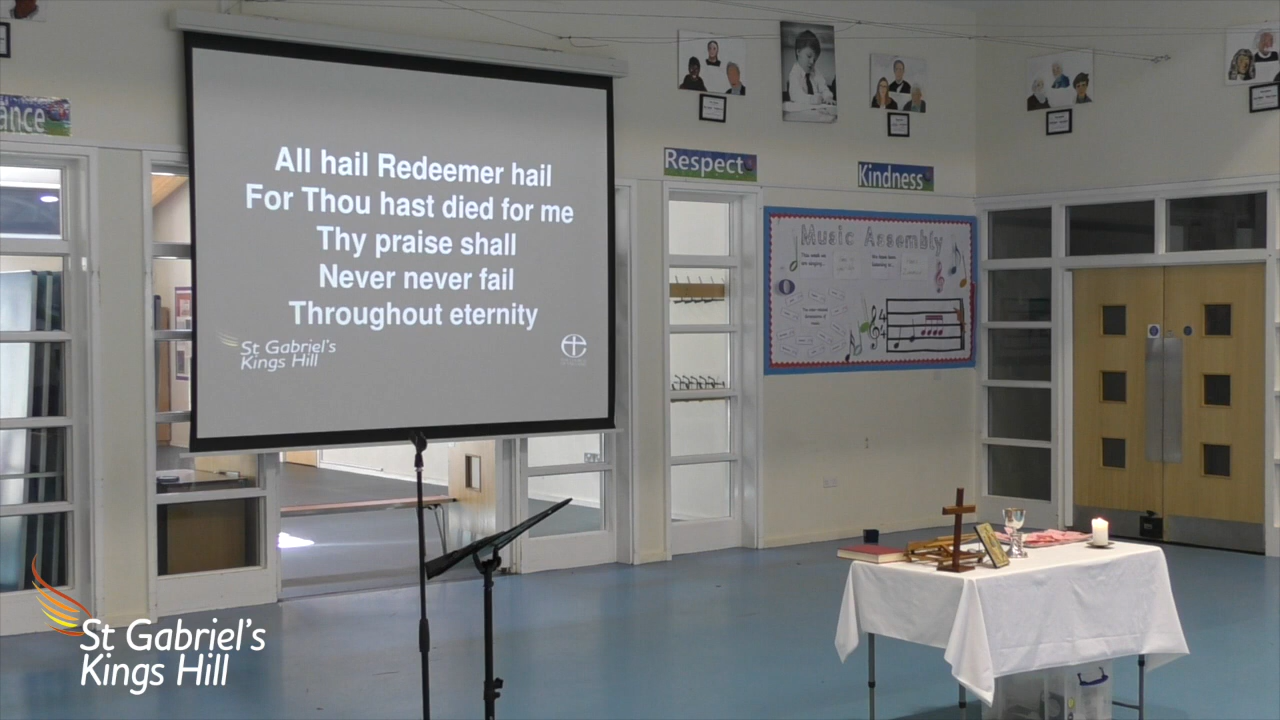 ance
All hail Redeemer hail
For Thou hast died for me
Thy praise shall
Never never fail
Throughout eternity
St Gabriel's
Kings Hill
Respect
Kindness
Music Assembly
St Gabriel's
Kings Hill